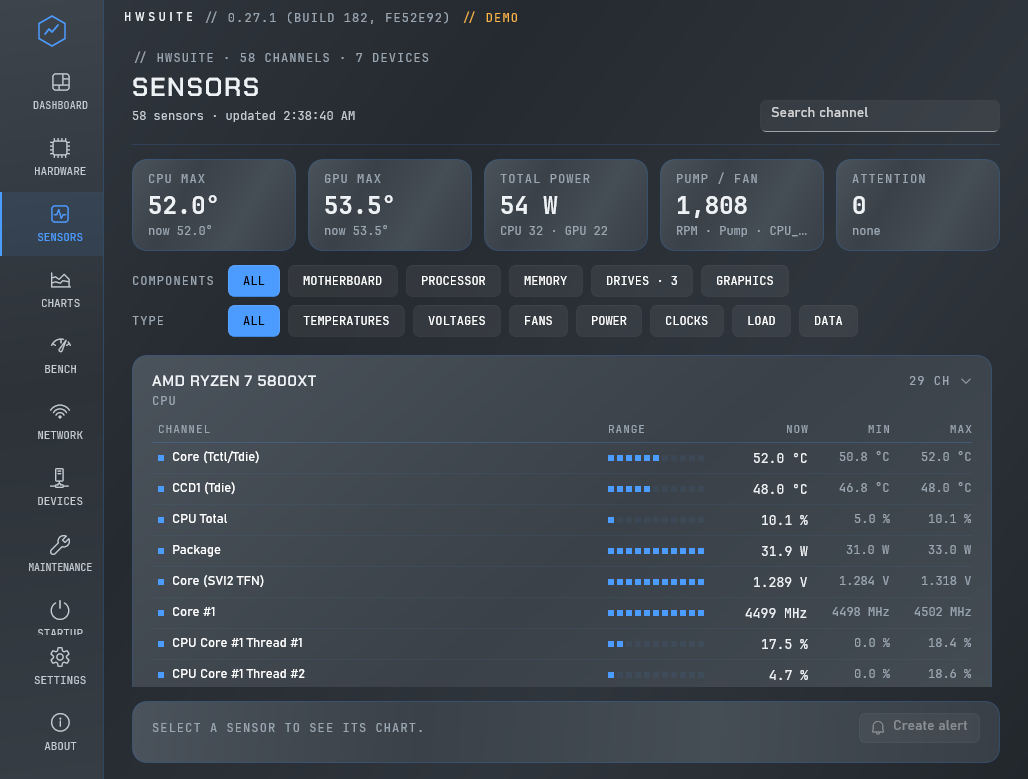 HWSUITE // 0.27.1 (BUILD 182, FE52E92) // DEMO
DASHBOARD
HARDWARE
SENSORS
CHARTS
BENCH
NETWORK
DEVICES
MAINTENANCE
STARTUP
SETTINGS
ABOUT
// HWSUITE · 58 CHANNELS · 7 DEVICES
SENSORS
58 sensors · updated 2:38:40 AM
Search channel
CPU MAX
52.0°
now 52.0°
GPU MAX
53.5°
now 53.5°
TOTAL POWER
54 W
CPU 32 · GPU 22
PUMP / FAN
1,808
RPM · Pump · CPU_…
ATTENTION
0
none
COMPONENTS ALL MOTHERBOARD PROCESSOR MEMORY DRIVES · 3 GRAPHICS
TYPE ALL TEMPERATURES VOLTAGES FANS POWER CLOCKS LOAD DATA
AMD RYZEN 7 5800XT 29 CH
CPU
CHANNEL RANGE NOW MIN MAX
Core (Tctl/Tdie) 52.0 °C 50.8 °C 52.0 °C
CCD1 (Tdie) 48.0 °C 46.8 °C 48.0 °C
CPU Total 10.1 % 5.0 % 10.1 %
Package 31.9 W 31.0 W 33.0 W
Core (SVI2 TFN) 1.289 V 1.284 V 1.318 V
Core #1 4499 MHz 4498 MHz 4502 MHz
CPU Core #1 Thread #1 17.5 % 0.0 % 18.4 %
CPU Core #1 Thread #2 4.7 % 0.0 % 18.6 %
SELECT A SENSOR TO SEE ITS CHART. Create alert